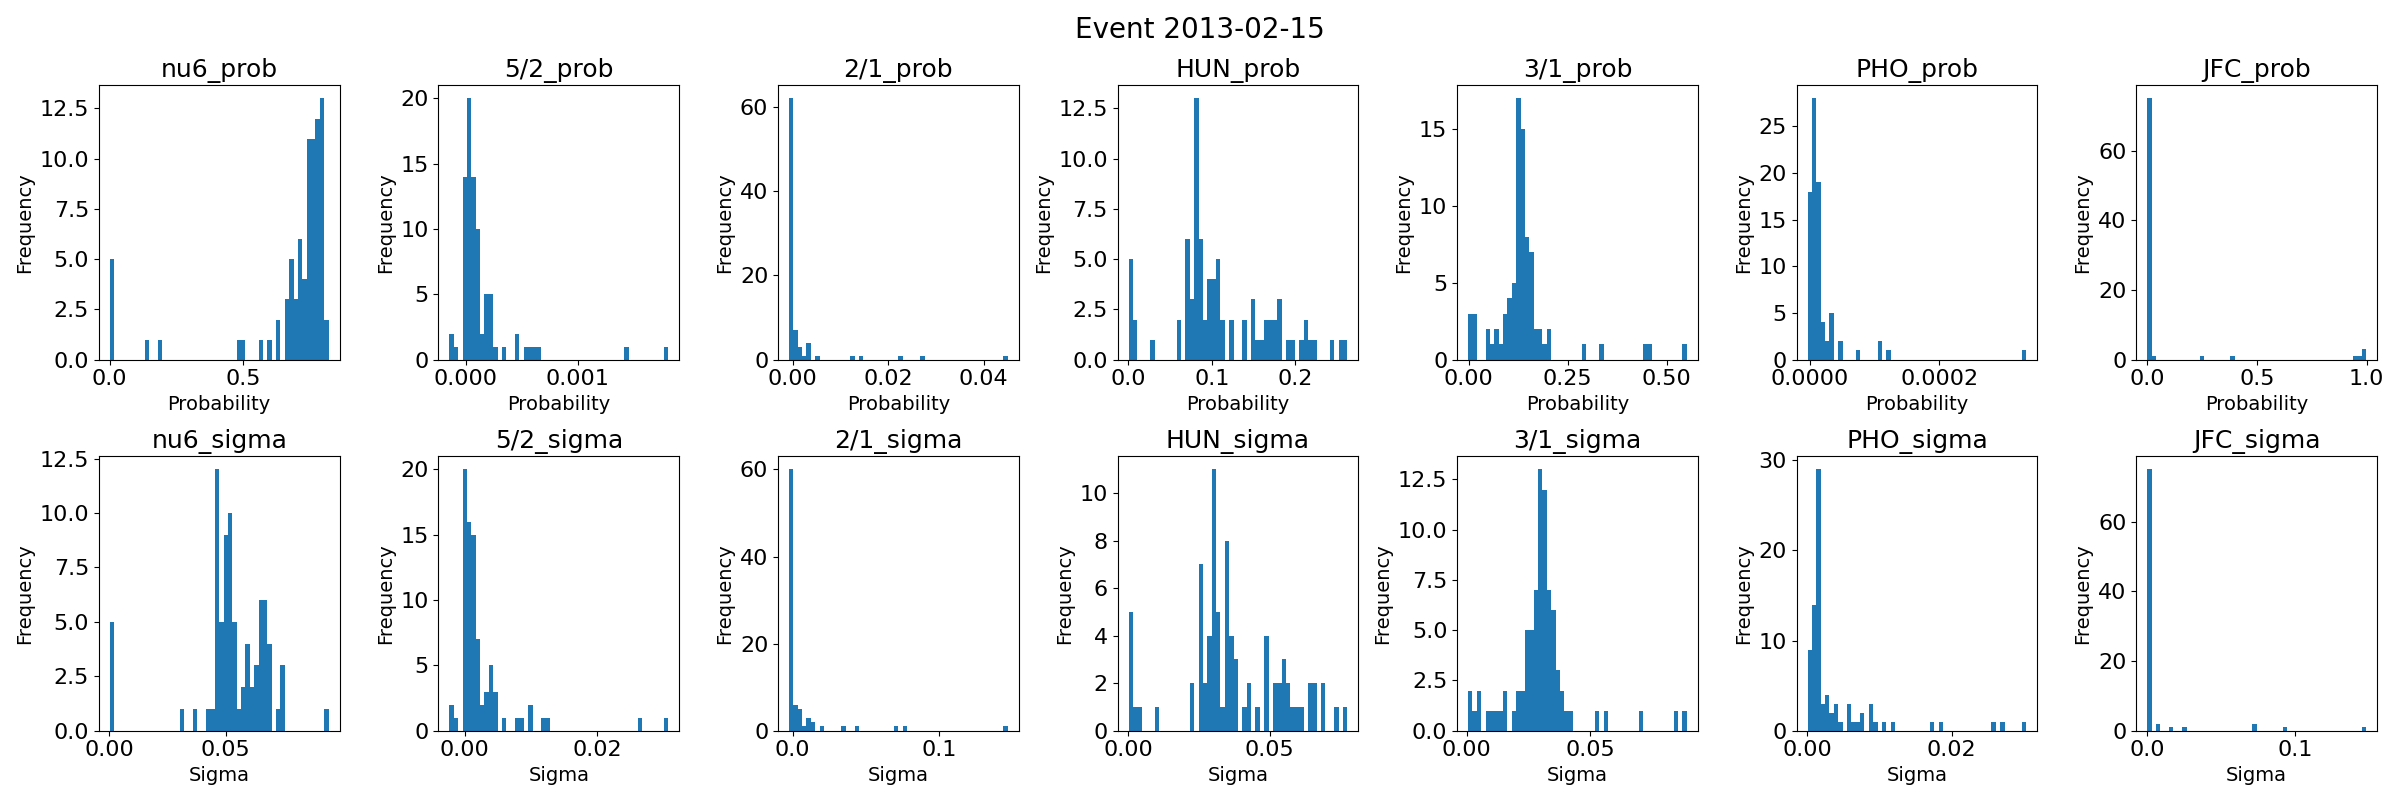 Event 2013-02-15
nu6_prob
12.5
10.0
7.5
5.0
2.5
0.0
Frequency
0.0 0.5
Probability
5/2_prob
20
15
10
5
0
Frequency
0.000 0.001
Probability
2/1_prob
60
40
20
0
Frequency
0.00 0.02 0.04
Probability
HUN_prob
12.5
10.0
7.5
5.0
2.5
0.0
Frequency
0.0 0.1 0.2
Probability
3/1_prob
15
10
5
0
Frequency
0.00 0.25 0.50
Probability
PHO_prob
25
20
15
10
5
0
Frequency
0.0000 0.0002
Probability
JFC_prob
60
40
20
0
Frequency
0.0 0.5 1.0
Probability
nu6_sigma
12.5
10.0
7.5
5.0
2.5
0.0
Frequency
0.00 0.05
Sigma
5/2_sigma
20
15
10
5
0
Frequency
0.00 0.02
Sigma
2/1_sigma
60
40
20
0
Frequency
0.0 0.1
Sigma
HUN_sigma
10
8
6
4
2
0
Frequency
0.00 0.05
Sigma
3/1_sigma
12.5
10.0
7.5
5.0
2.5
0.0
Frequency
0.00 0.05
Sigma
PHO_sigma
30
20
10
0
Frequency
0.00 0.02
Sigma
JFC_sigma
60
40
20
0
Frequency
0.0 0.1
Sigma